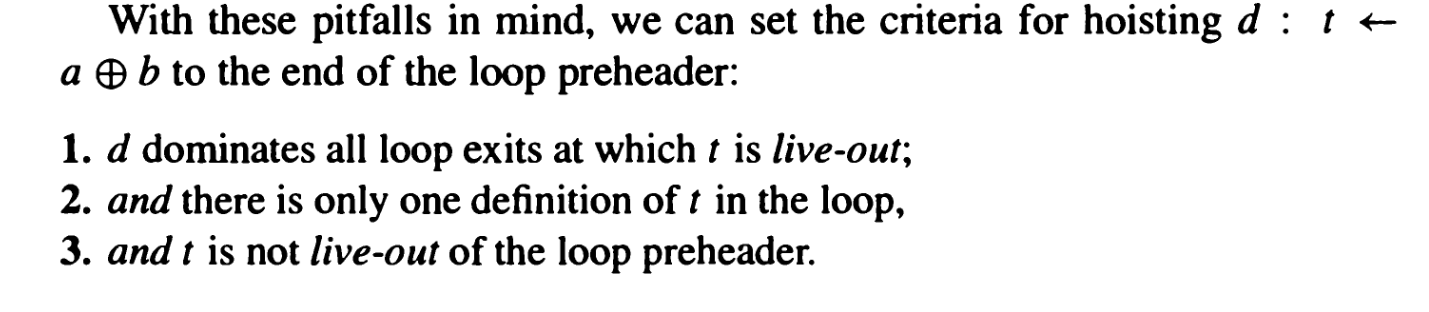 With these pitfalls in mind, we can set the criteria for hoisting d : t ←
a ⊕ b to the end of the loop preheader:
1. d dominates all loop exits at which t is live-out;
2. and there is only one definition of t in the loop,
3. and t is not live-out of the loop preheader.